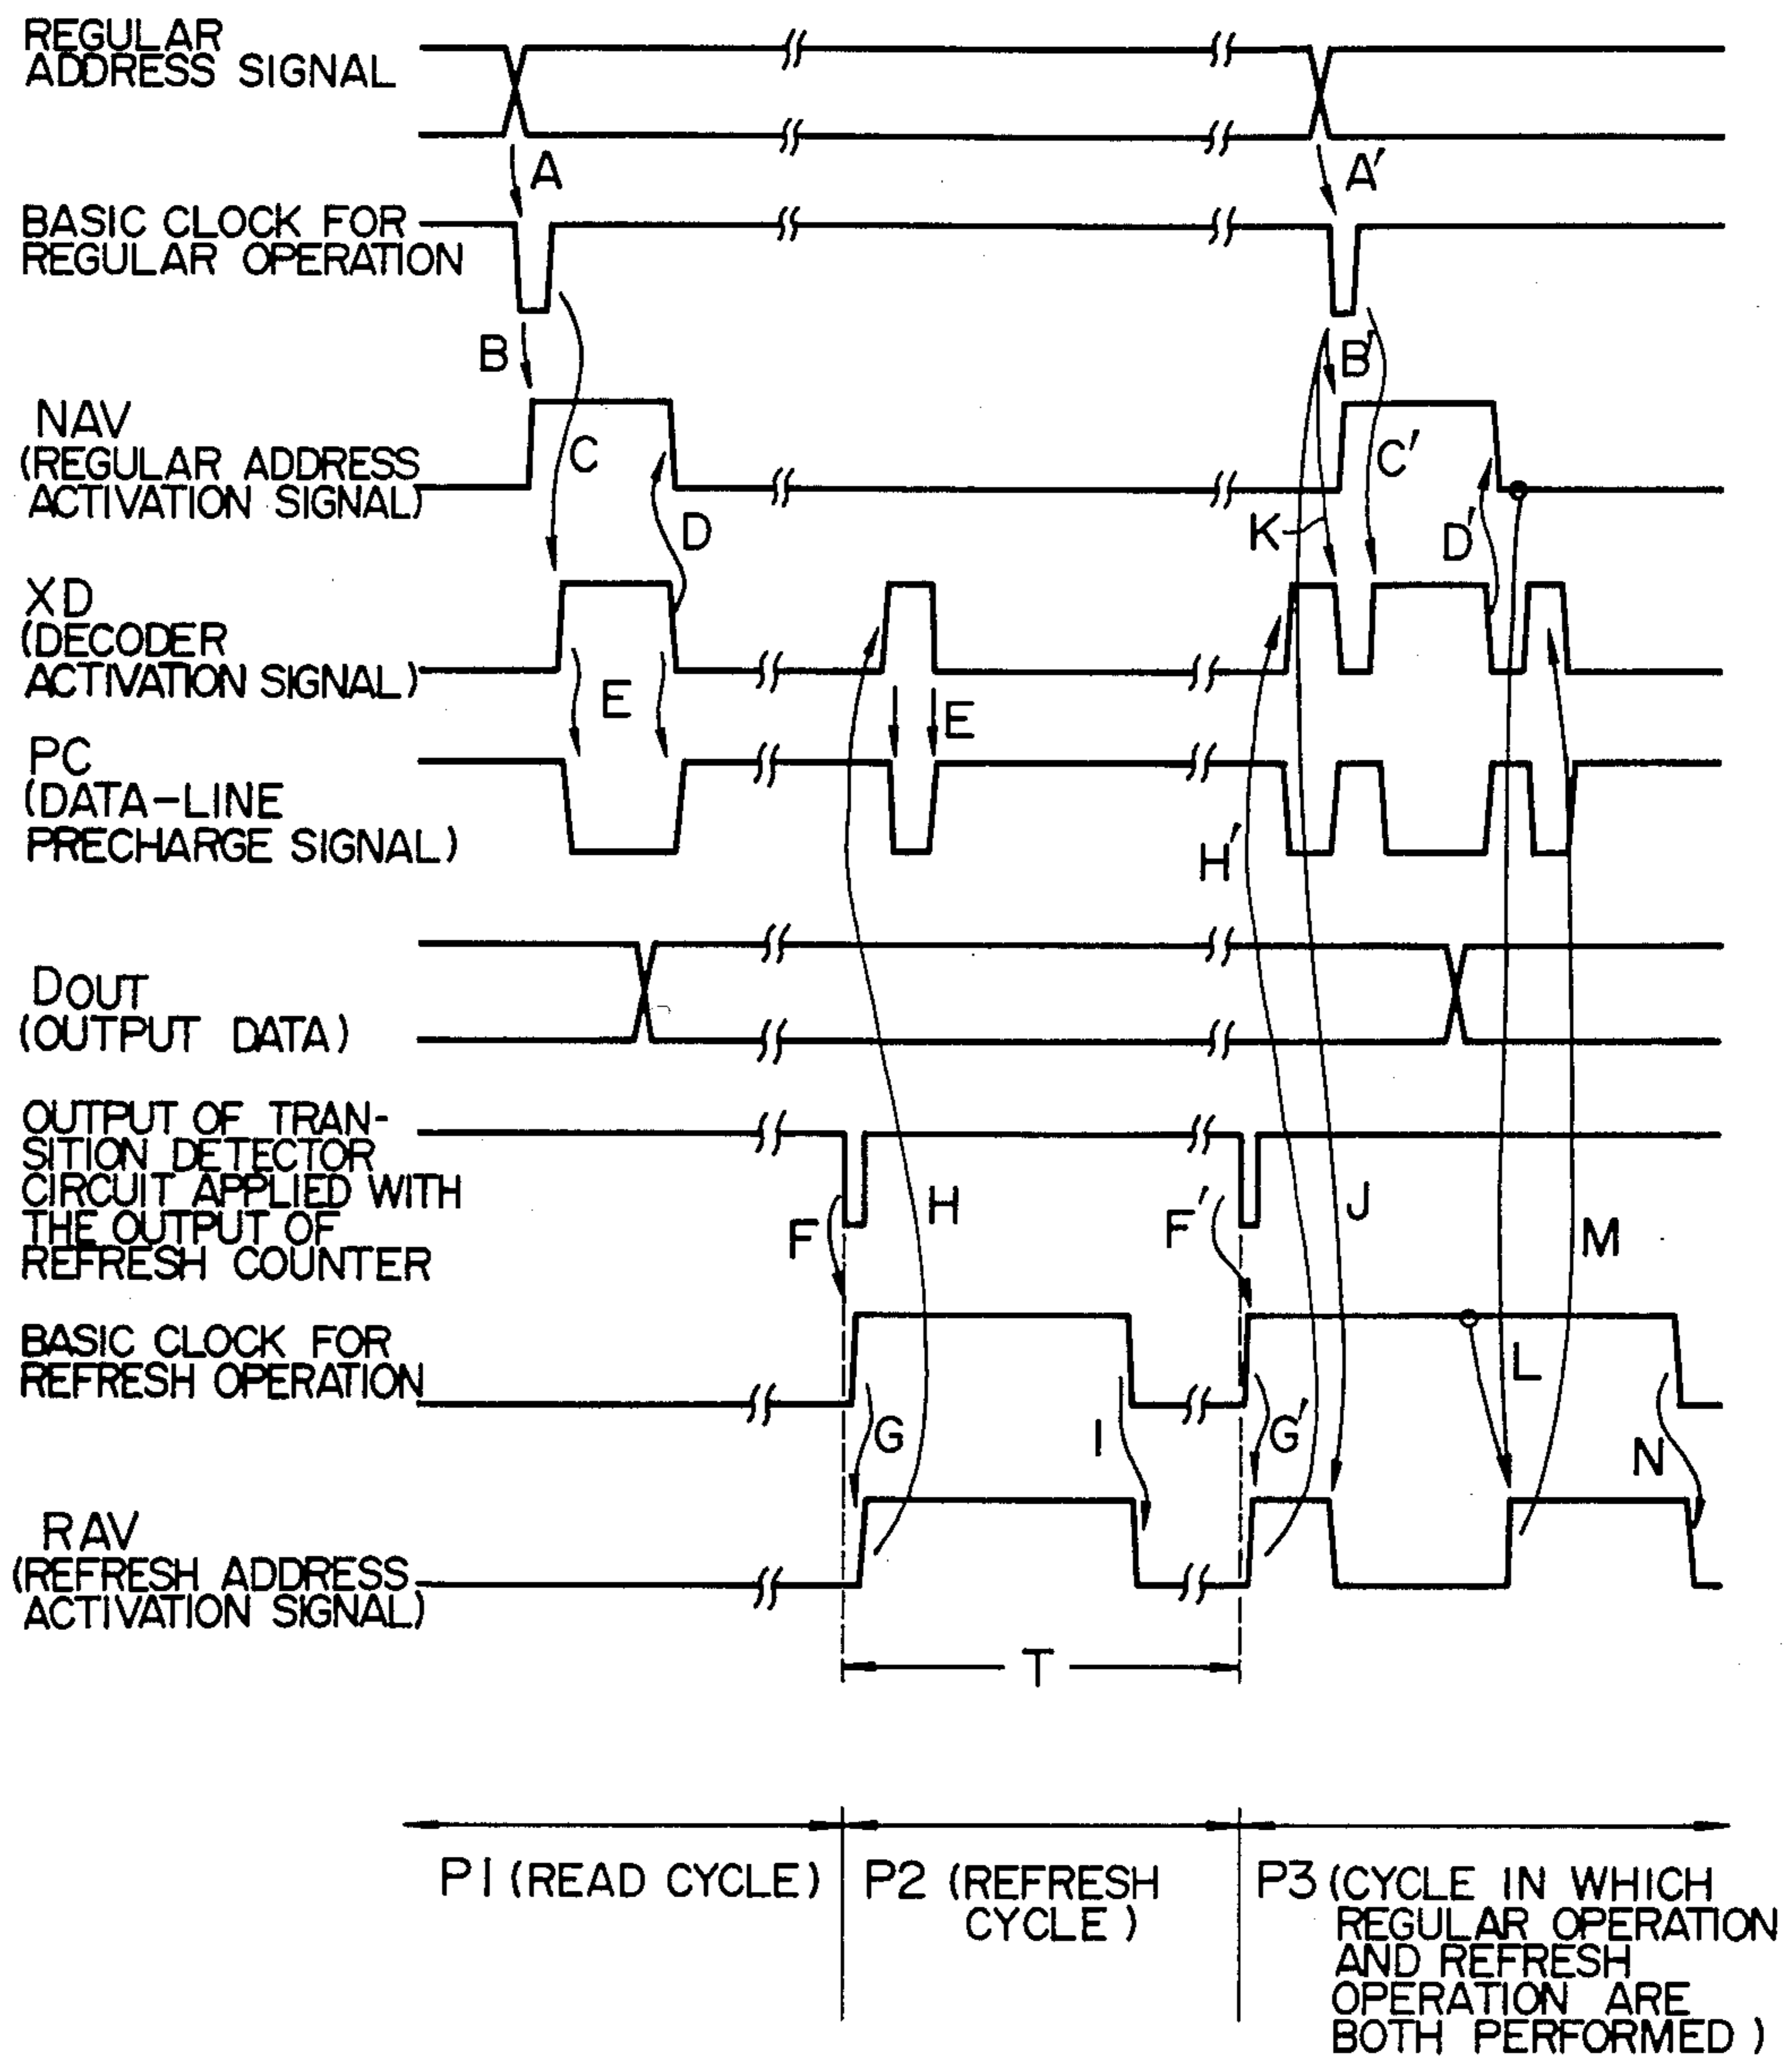 REGULAR
ADDRESS SIGNAL
A
A'
BASIC CLOCK FOR
REGULAR OPERATION
B
B'
NAV
(REGULAR ADDRESS
ACTIVATION SIGNAL)
C
C'
D
K
D'
XD
(DECODER
ACTIVATION SIGNAL)
E
E
PC
(DATA-LINE
PRECHARGE SIGNAL)
H'
DOUT
(OUTPUT DATA)
OUTPUT OF TRAN-
SITION DETECTOR
CIRCUIT APPLIED WITH
THE OUTPUT OF
REFRESH COUNTER
F
H
F'
J
M
BASIC CLOCK FOR
REFRESH OPERATION
G
I
G'
L
N
RAV
(REFRESH ADDRESS
ACTIVATION SIGNAL)
T
P1 (READ CYCLE)
P2 (REFRESH
CYCLE)
P3 (CYCLE IN WHICH
REGULAR OPERATION
AND REFRESH
OPERATION ARE
BOTH PERFORMED)